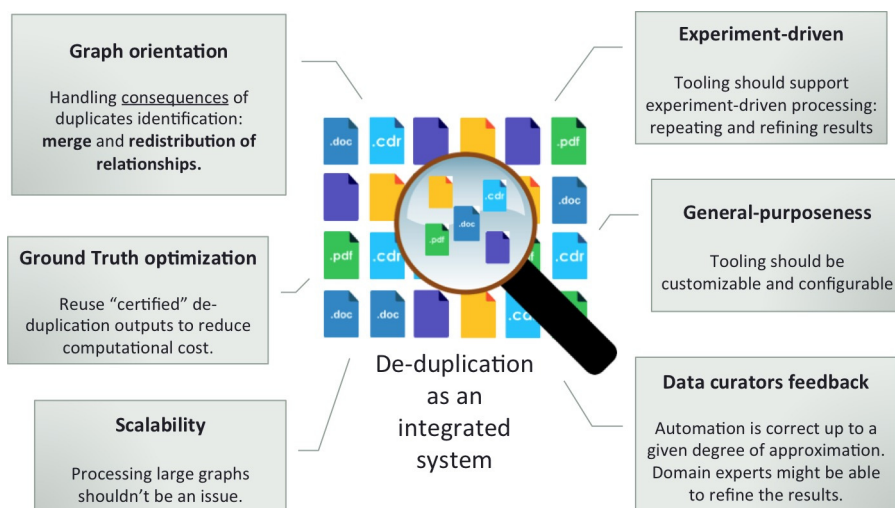 Graph orientation
Handling consequences of
duplicates identification:
merge and redistribution of
relationships.
Ground Truth optimization
Reuse “certified” de-
duplication outputs to reduce
computational cost.
Scalability
Processing large graphs
shouldn’t be an issue.
.doc
.cdr
.pdf
.cdr
.doc
.doc
.pdf
.pdf
.cdr
.cdr
.doc
.doc
.cd
De-duplication
as an
integrated
system
Experiment-driven
Tooling should support
experiment-driven processing:
repeating and refining results
General-purposeness
Tooling should be
customizable and configurable
Data curators feedback
Automation is correct up to a
given degree of approximation.
Domain experts might be able
to refine the results.